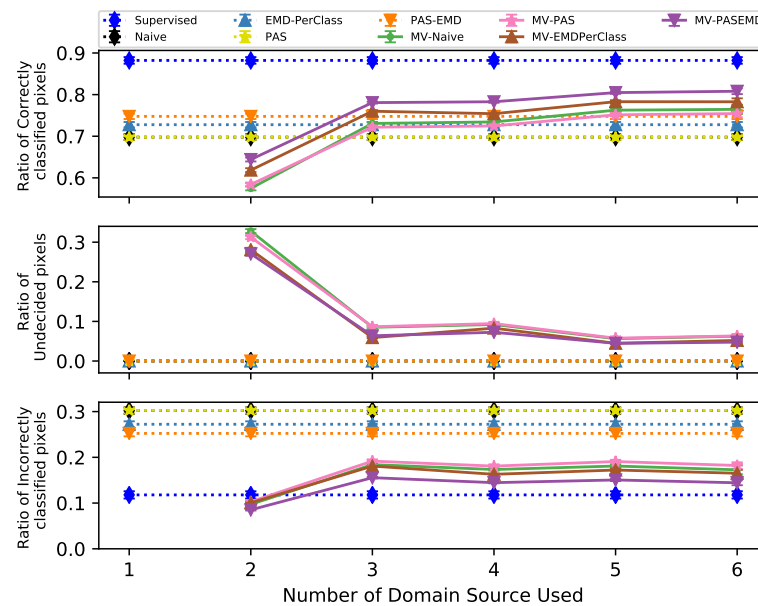 Supervised EMD-PerClass PAS-EMD MV-PAS MV-PASEMD
Naive PAS MV-Naive MV-EMDPerClass
Ratio of Correctly
classified pixels
0.9
0.8
0.7
0.6
Ratio of
Undecided pixels
0.3
0.2
0.1
0.0
Ratio of Incorrectly
classified pixels
0.3
0.2
0.1
0.0
1 2 3 4 5 6
Number of Domain Source Used